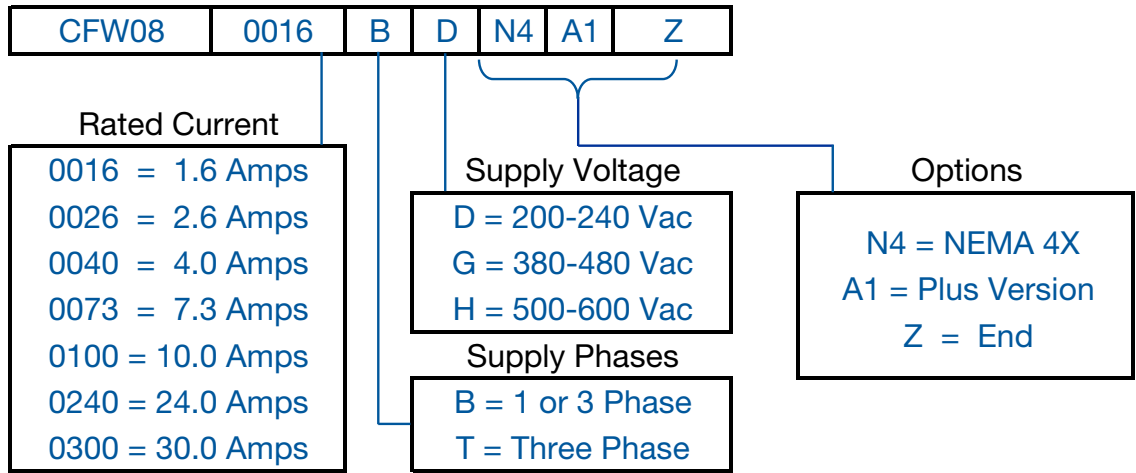 CFW08 0016 B D N4 A1 Z
Rated Current
0016 = 1.6 Amps
0026 = 2.6 Amps
0040 = 4.0 Amps
0073 = 7.3 Amps
0100 = 10.0 Amps
0240 = 24.0 Amps
0300 = 30.0 Amps
Supply Voltage
D = 200-240 Vac
G = 380-480 Vac
H = 500-600 Vac
Supply Phases
B = 1 or 3 Phase
T = Three Phase
Options
N4 = NEMA 4X
A1 = Plus Version
Z = End